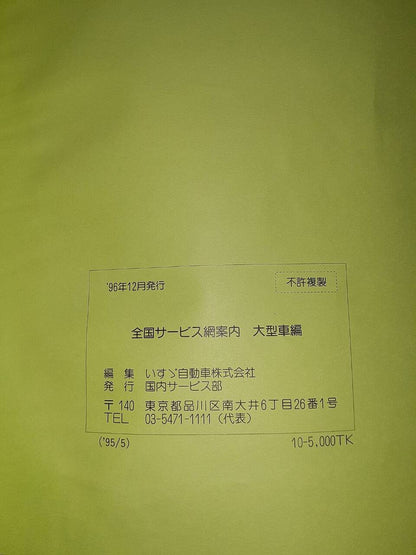 '96年12月発行
不許複製
全国サービス網案内 大型車編
編 集 いすゞ自動車株式会社
発 行 国内サービス部
〒140 東京都品川区南大井6丁目26番1号
TEL 03-5471-1111（代表）
('95/5) 10-5,000TK